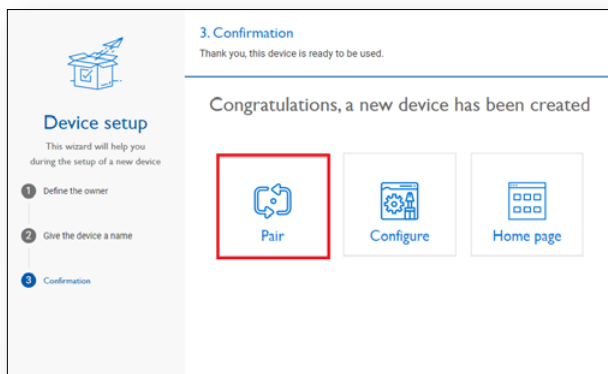 Device setup
This wizard will help you
during the setup of a new device
1 Define the owner
2 Give the device a name
3 Confirmation
3. Confirmation
Thank you, this device is ready to be used.
Congratulations, a new device has been created
Pair
Configure
Home page